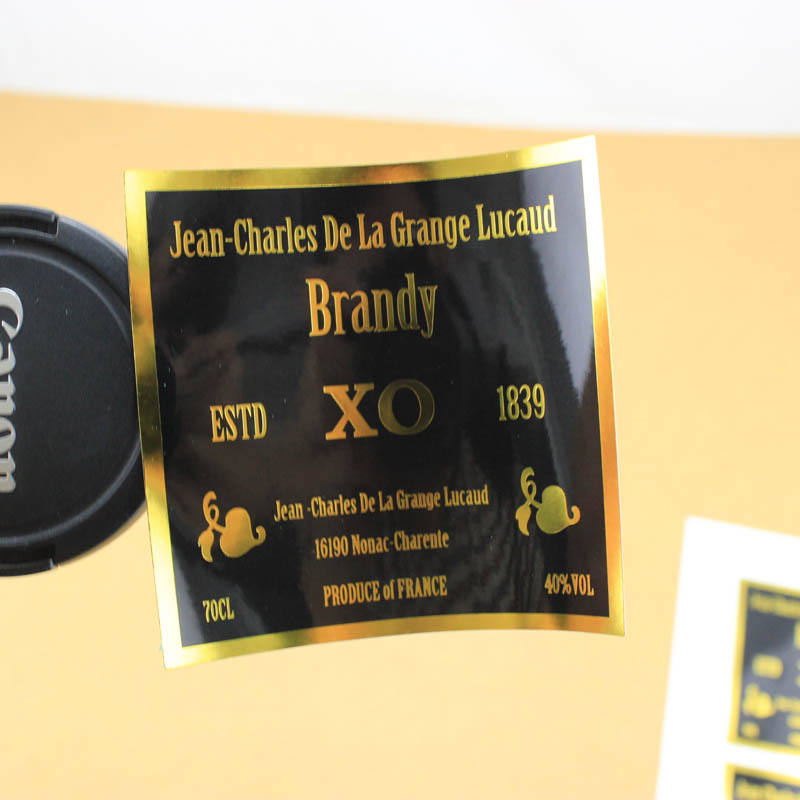 Jean-Charles De La Grange Lucaud
Brandy
ESTD XO 1839
Jean -Charles De La Grange Lucaud
16190 Nonac-Charente
PRODUCE of FRANCE
70CL 40%VOL
Canon